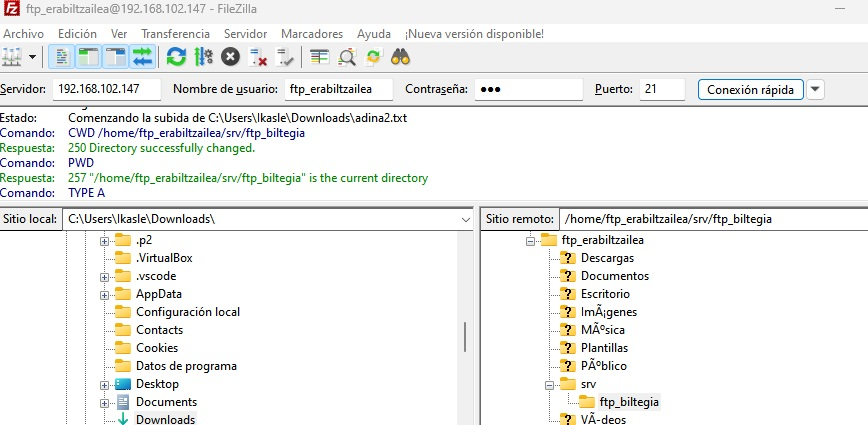 ftp_erabiltzailea@192.168.102.147 - FileZilla
Archivo Edición Ver Transferencia Servidor Marcadores Ayuda ¡Nueva versión disponible!
Servidor: 192.168.102.147 Nombre de usuario: ftp_erabiltzailea Contraseña: ●●● Puerto: 21 Conexión rápida
Estado: Comenzando la subida de C:\Users\Ikasle\Downloads\adina2.txt
Comando: CWD /home/ftp_erabiltzailea/srv/ftp_biltegia
Respuesta: 250 Directory successfully changed.
Comando: PWD
Respuesta: 257 "/home/ftp_erabiltzailea/srv/ftp_biltegia" is the current directory
Comando: TYPE A
Sitio local: C:\Users\Ikasle\Downloads\
.p2
.VirtualBox
.vscode
AppData
Configuración local
Contacts
Cookies
Datos de programa
Desktop
Documents
Downloads
Sitio remoto: /home/ftp_erabiltzailea/srv/ftp_biltegia
ftp_erabiltzailea
Descargas
Documentos
Escritorio
ImÃ¡genes
MÃºsica
Plantillas
PÃºblico
srv
ftp_biltegia
VÃ­deos